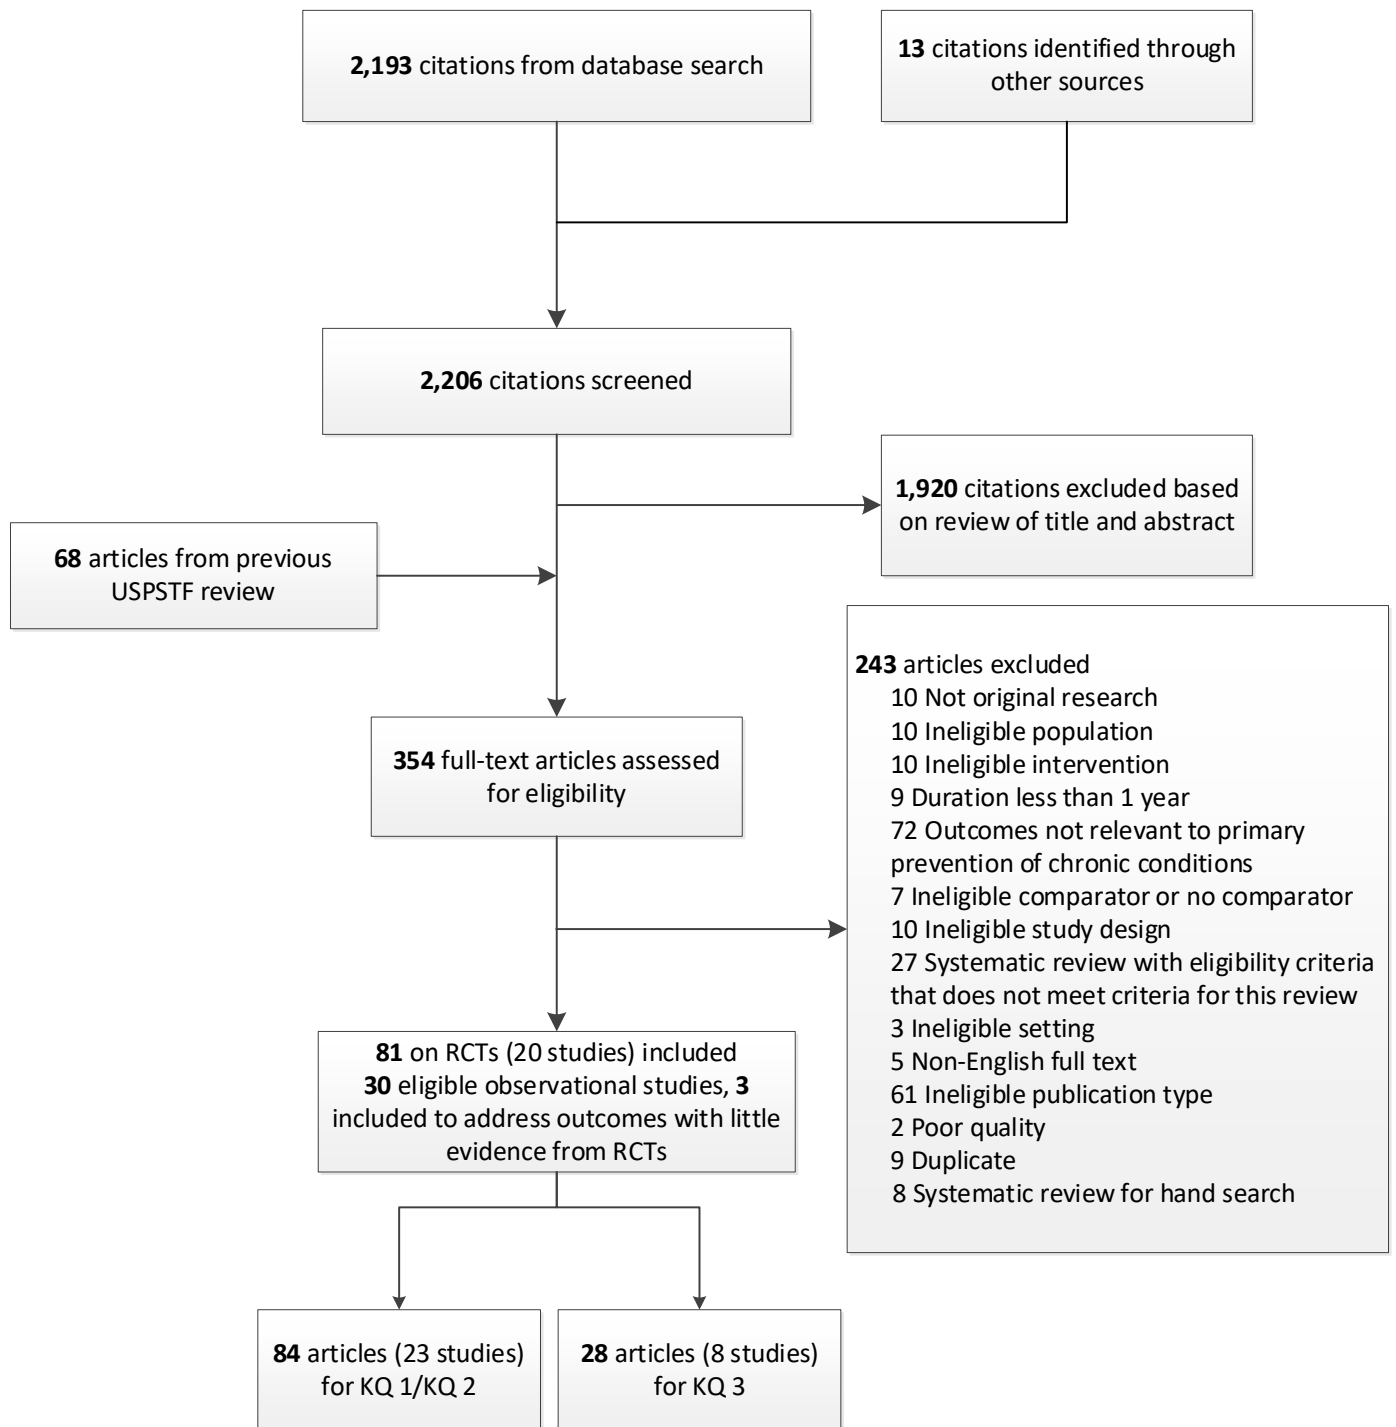 2,193 citations from database search
13 citations identified through
other sources
2,206 citations screened
1,920 citations excluded based
on review of title and abstract
68 articles from previous
USPSTF review
354 full-text articles assessed
for eligibility
243 articles excluded
10 Not original research
10 Ineligible population
10 Ineligible intervention
9 Duration less than 1 year
72 Outcomes not relevant to primary
prevention of chronic conditions
7 Ineligible comparator or no comparator
10 Ineligible study design
27 Systematic review with eligibility criteria
that does not meet criteria for this review
3 Ineligible setting
5 Non-English full text
61 Ineligible publication type
2 Poor quality
9 Duplicate
8 Systematic review for hand search
81 on RCTs (20 studies) included
30 eligible observational studies, 3
included to address outcomes with little
evidence from RCTs
84 articles (23 studies)
for KQ 1/KQ 2
28 articles (8 studies)
for KQ 3